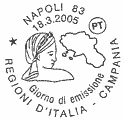 NAPOLI 83
18.3.2005
PT
Giorno di emissione
REGIONI D'ITALIA - CAMPANIA